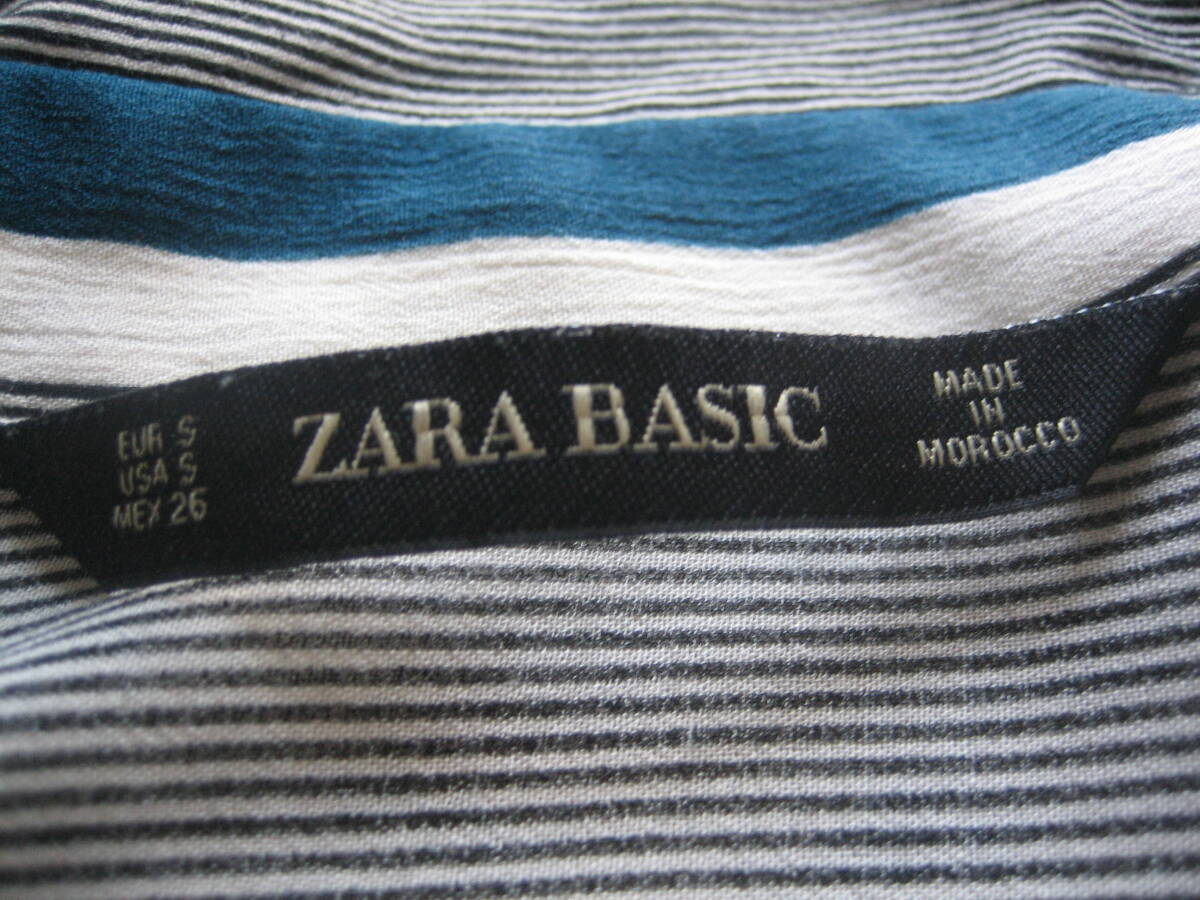 EUR S
USA S
MEX 26
ZARA BASIC
MADE
IN
MOROCCO